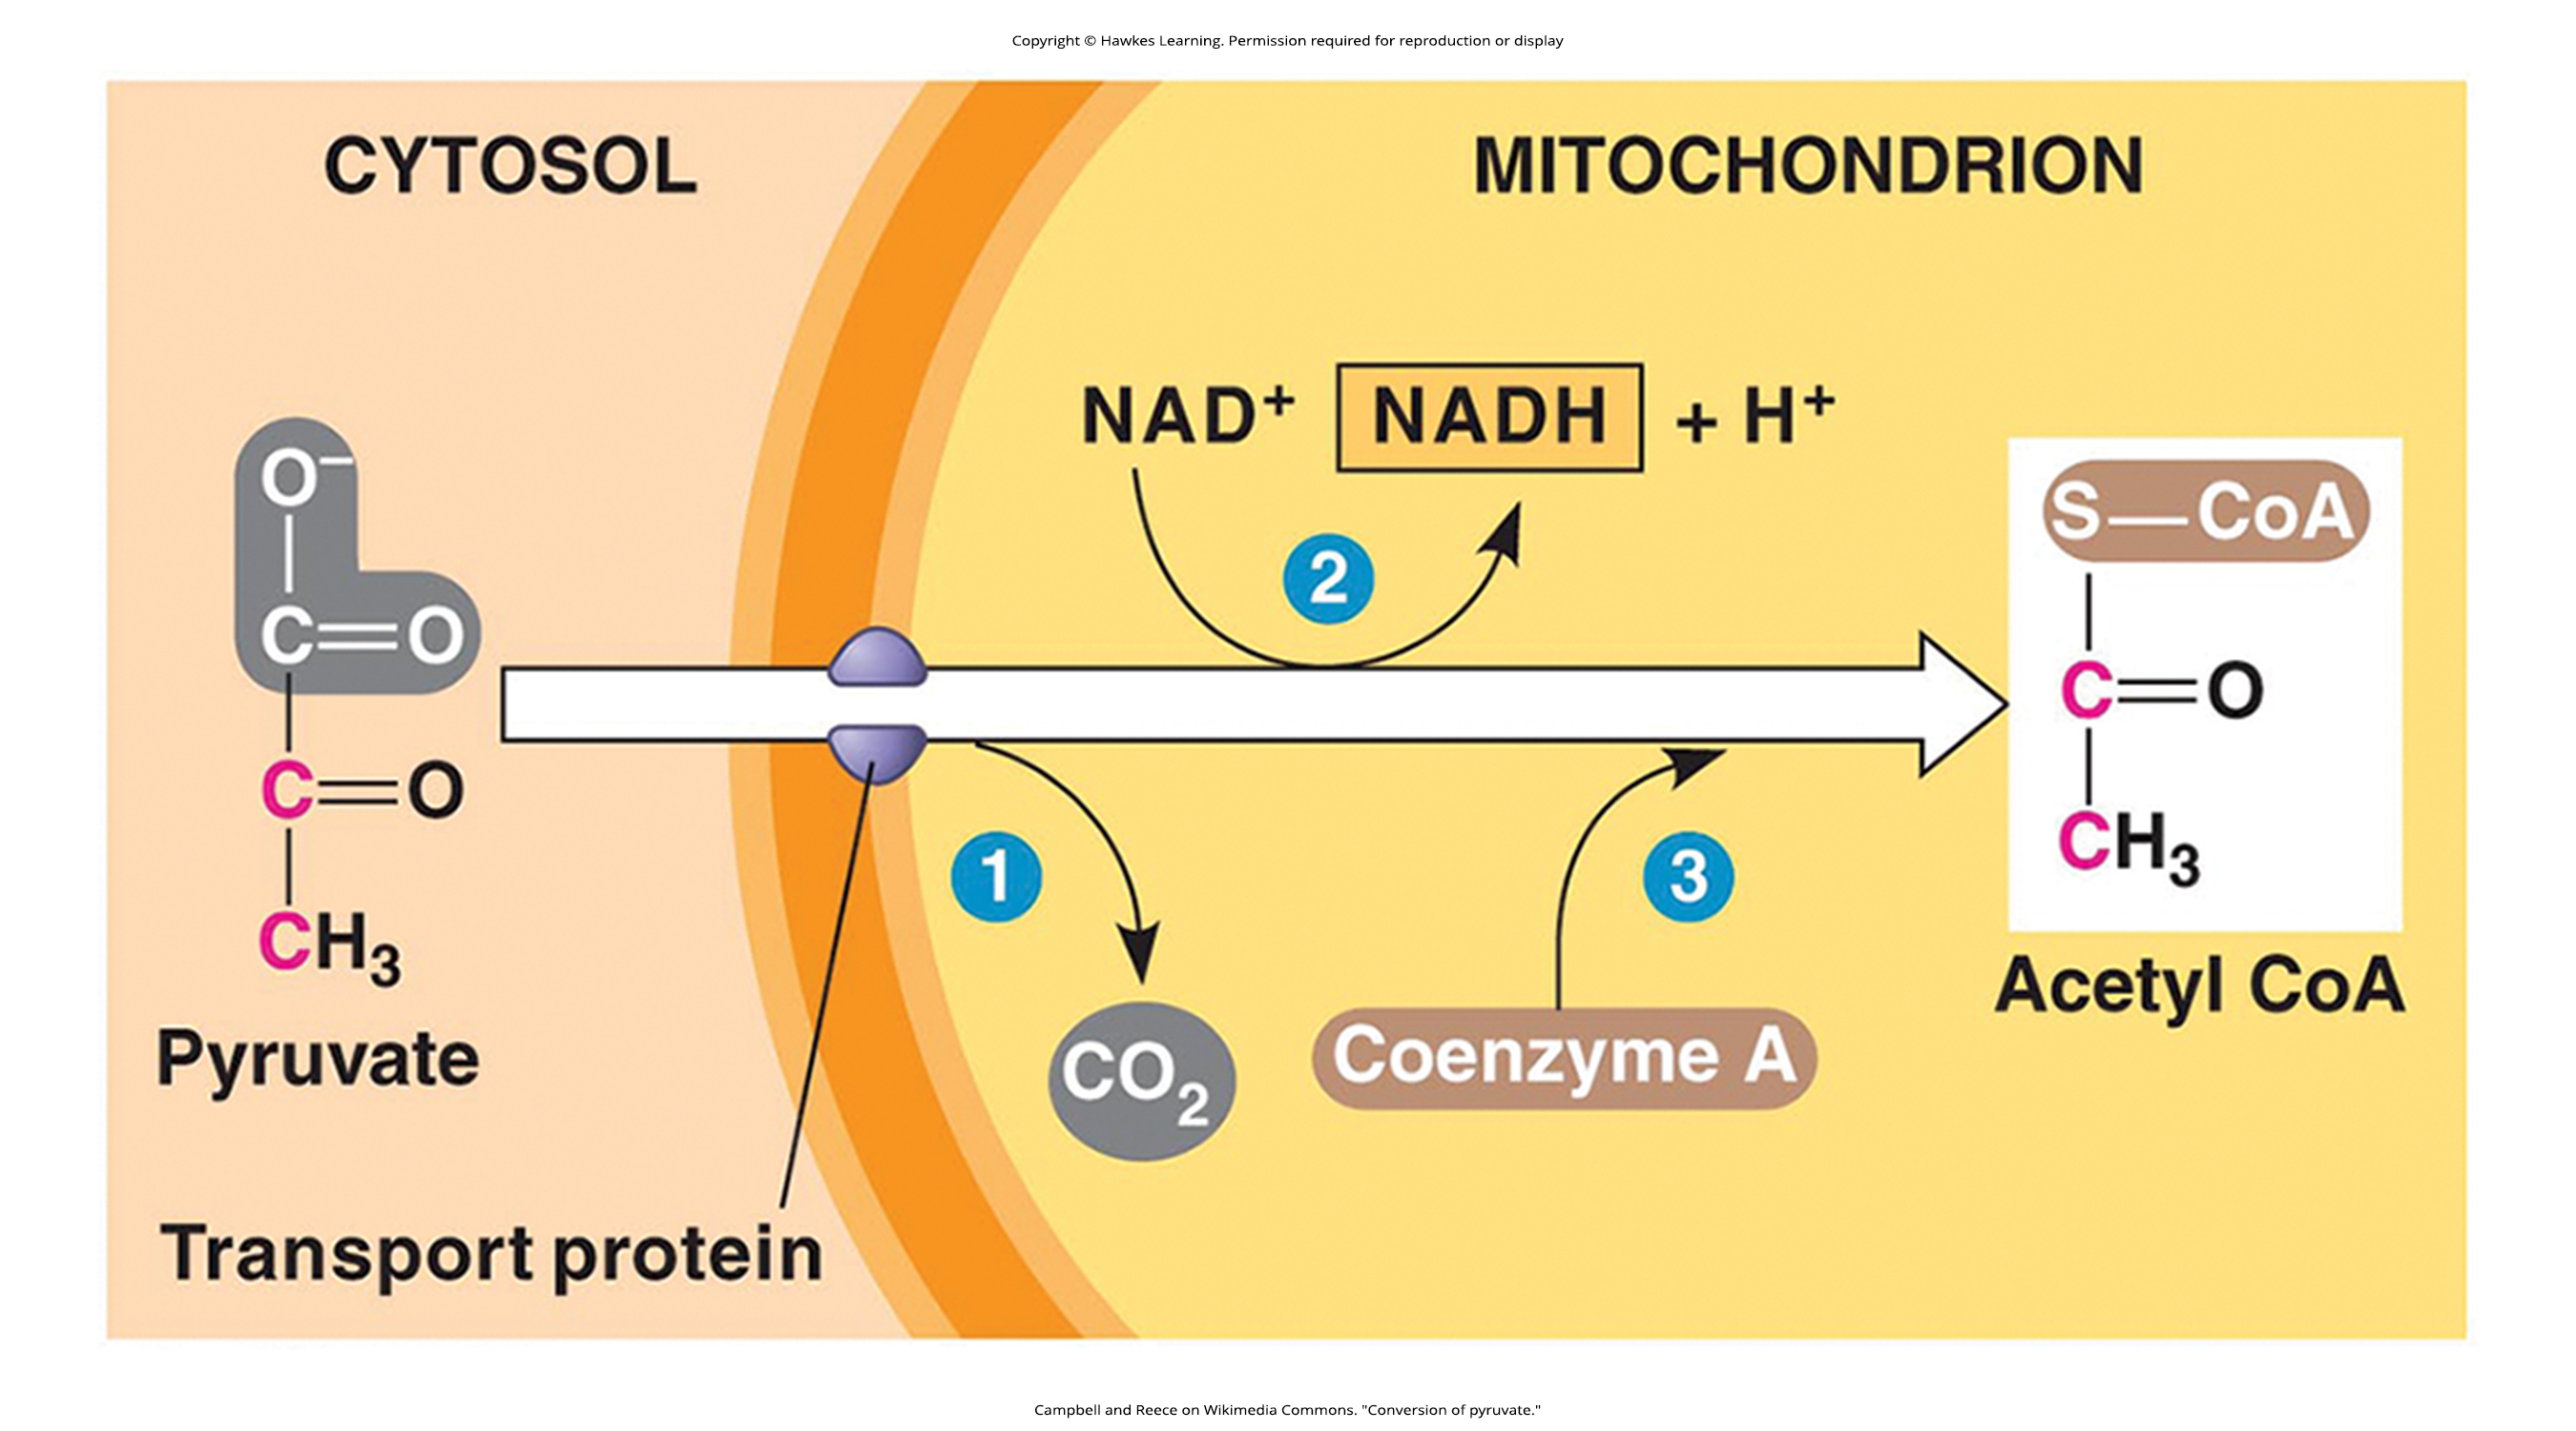 Copyright © Hawkes Learning. Permission required for reproduction or display
CYTOSOL
MITOCHONDRION
NAD⁺ NADH + H⁺
O⁻
C=O
C=O
CH₃
Pyruvate
Transport protein
2
1
3
CO₂
Coenzyme A
S—CoA
C=O
CH₃
Acetyl CoA
Campbell and Reece on Wikimedia Commons. "Conversion of pyruvate."